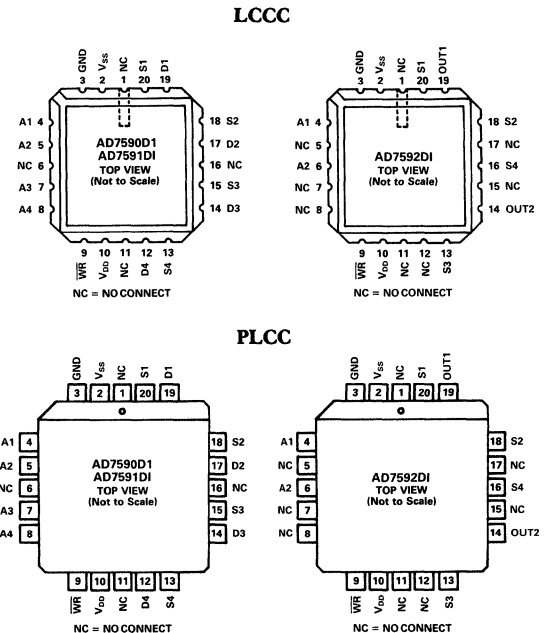 LCCC
GND VSS NC S1 D1
3 2 1 20 19
A1 4 18 S2
A2 5 17 D2
NC 6 16 NC
A3 7 15 S3
A4 8 14 D3
AD7590D1
AD7591DI
TOP VIEW
(Not to Scale)
9 10 11 12 13
WR VDD NC D4 S4
NC = NO CONNECT
GND VSS NC S1 OUT1
3 2 1 20 19
A1 4 18 S2
NC 5 17 NC
A2 6 16 S4
NC 7 15 NC
NC 8 14 OUT2
AD7592DI
TOP VIEW
(Not to Scale)
9 10 11 12 13
WR VDD NC NC S3
NC = NO CONNECT
PLCC
GND VSS NC S1 D1
3 2 1 20 19
A1 4 18 S2
A2 5 17 D2
NC 6 16 NC
A3 7 15 S3
A4 8 14 D3
AD7590D1
AD7591DI
TOP VIEW
(Not to Scale)
9 10 11 12 13
WR VDD NC D4 S4
NC = NO CONNECT
GND VSS NC S1 OUT1
3 2 1 20 19
A1 4 18 S2
NC 5 17 NC
A2 6 16 S4
NC 7 15 NC
NC 8 14 OUT2
AD7592DI
TOP VIEW
(Not to Scale)
9 10 11 12 13
WR VDD NC NC S3
NC = NO CONNECT